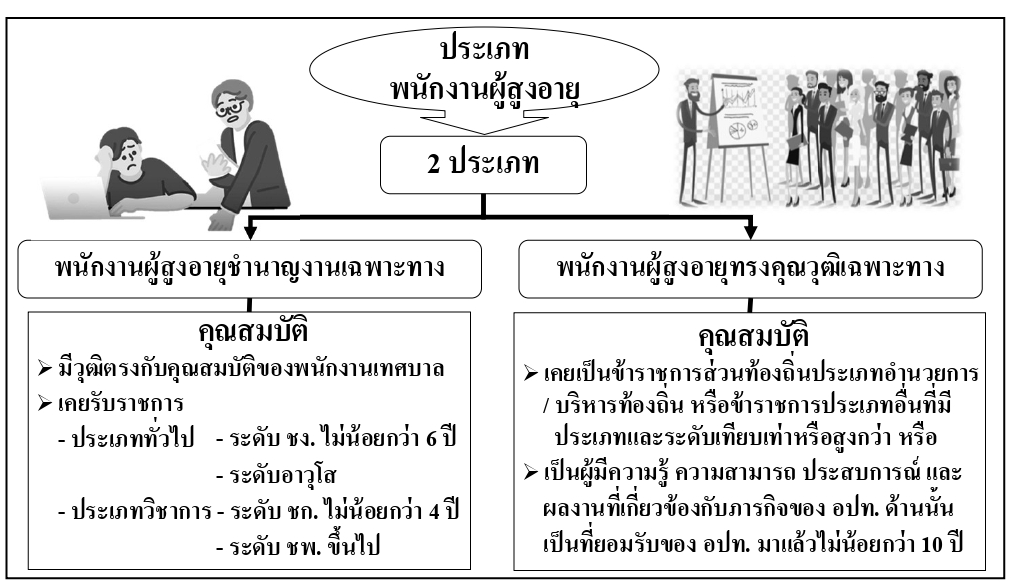 ประเภท
พนักงานผู้สูงอายุ
2 ประเภท
พนักงานผู้สูงอายุชำนาญงานเฉพาะทาง
คุณสมบัติ
➢ มีวุฒิตรงกับคุณสมบัติของพนักงานเทศบาล
➢ เคยรับราชการ
- ประเภททั่วไป - ระดับ ชง. ไม่น้อยกว่า 6 ปี
- ระดับอาวุโส
- ประเภทวิชาการ - ระดับ ชก. ไม่น้อยกว่า 4 ปี
- ระดับ ชพ. ขึ้นไป
พนักงานผู้สูงอายุทรงคุณวุฒิเฉพาะทาง
คุณสมบัติ
➢ เคยเป็นข้าราชการส่วนท้องถิ่นประเภทอำนวยการ
/ บริหารท้องถิ่น หรือข้าราชการประเภทอื่นที่มี
ประเภทและระดับเทียบเท่าหรือสูงกว่า หรือ
➢ เป็นผู้มีความรู้ ความสามารถ ประสบการณ์ และ
ผลงานที่เกี่ยวข้องกับภารกิจของ อปท. ด้านนั้น
เป็นที่ยอมรับของ อปท. มาแล้วไม่น้อยกว่า 10 ปี